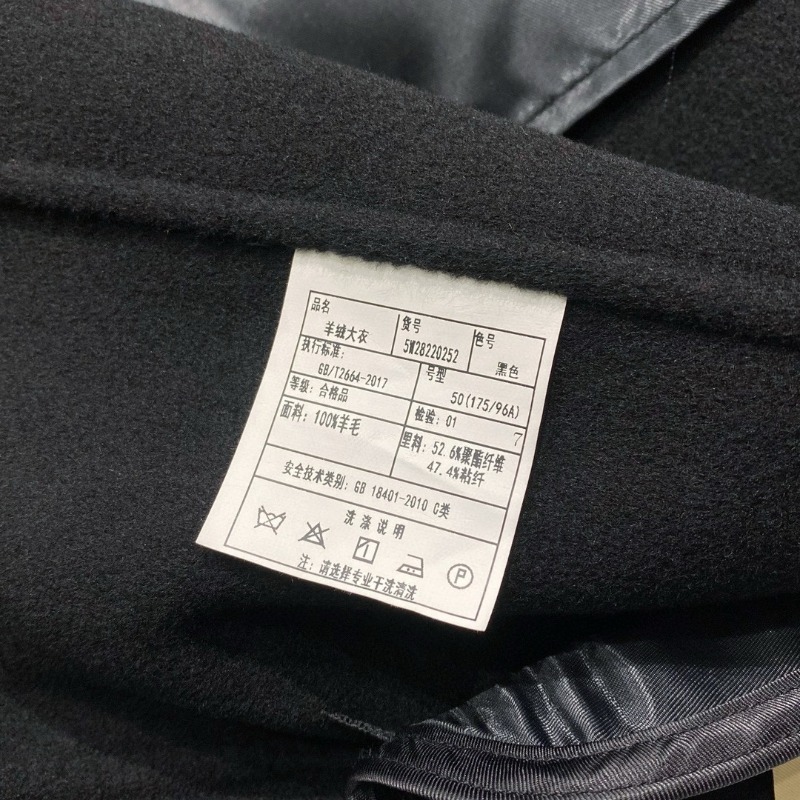 品名
羊绒大衣
货号
5W28220252
色号
黑色
执行标准:
GB/T2664-2017
号型
50(175/96A)
等级: 合格品
检验: 01
7
面料: 100%羊毛
里料: 52.6%聚酯纤维
47.4%粘纤
安全技术类别: GB 18401-2010 C类
洗涤说明
P
注: 请选择专业干洗清洗